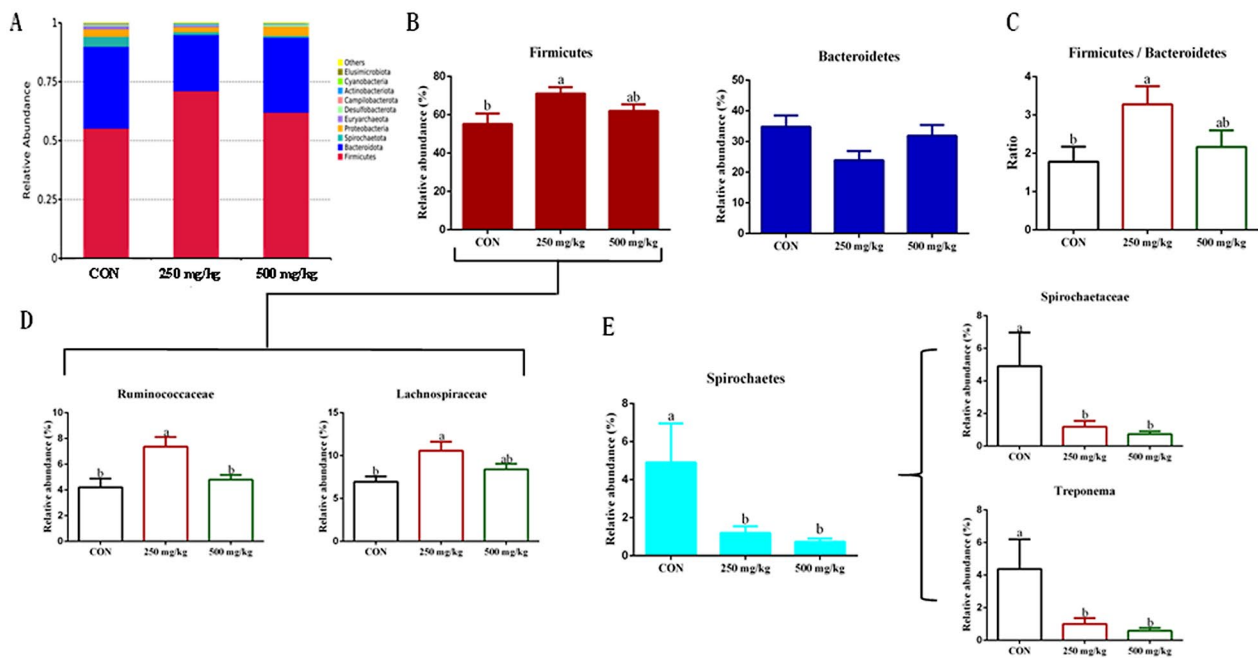 A
1
0.75
0.5
0.25
0
Relative Abundance
CON
250 mg/kg
500 mg/kg
Others
Elusimicrobiota
Cyanobacteria
Actinobacteriota
Campilobacterota
Desulfobacterota
Euryarchaeota
Proteobacteria
Spirochaetota
Bacteroidota
Firmicutes
B
Firmicutes
Relative abundance (%)
80
60
40
20
0
b
a
ab
CON
250 mg/kg
500 mg/kg
Bacteroidetes
Relative abundance (%)
50
40
30
20
10
0
CON
250 mg/kg
500 mg/kg
C
Firmicutes / Bacteroidetes
Ratio
4
3
2
1
0
b
a
ab
CON
250 mg/kg
500 mg/kg
D
Ruminococcaceae
Relative abundance (%)
10
8
6
4
2
0
b
a
b
CON
250 mg/kg
500 mg/kg
Lachnospiraceae
Relative abundance (%)
15
10
5
0
b
a
ab
CON
250 mg/kg
500 mg/kg
E
Spirochaetes
Relative abundance (%)
8
6
4
2
0
a
b
b
CON
250 mg/kg
500 mg/kg
Spirochaetaceae
Relative abundance (%)
8
6
4
2
0
a
b
b
CON
250 mg/kg
500 mg/kg
Treponema
Relative abundance (%)
8
6
4
2
0
a
b
b
CON
250 mg/kg
500 mg/kg